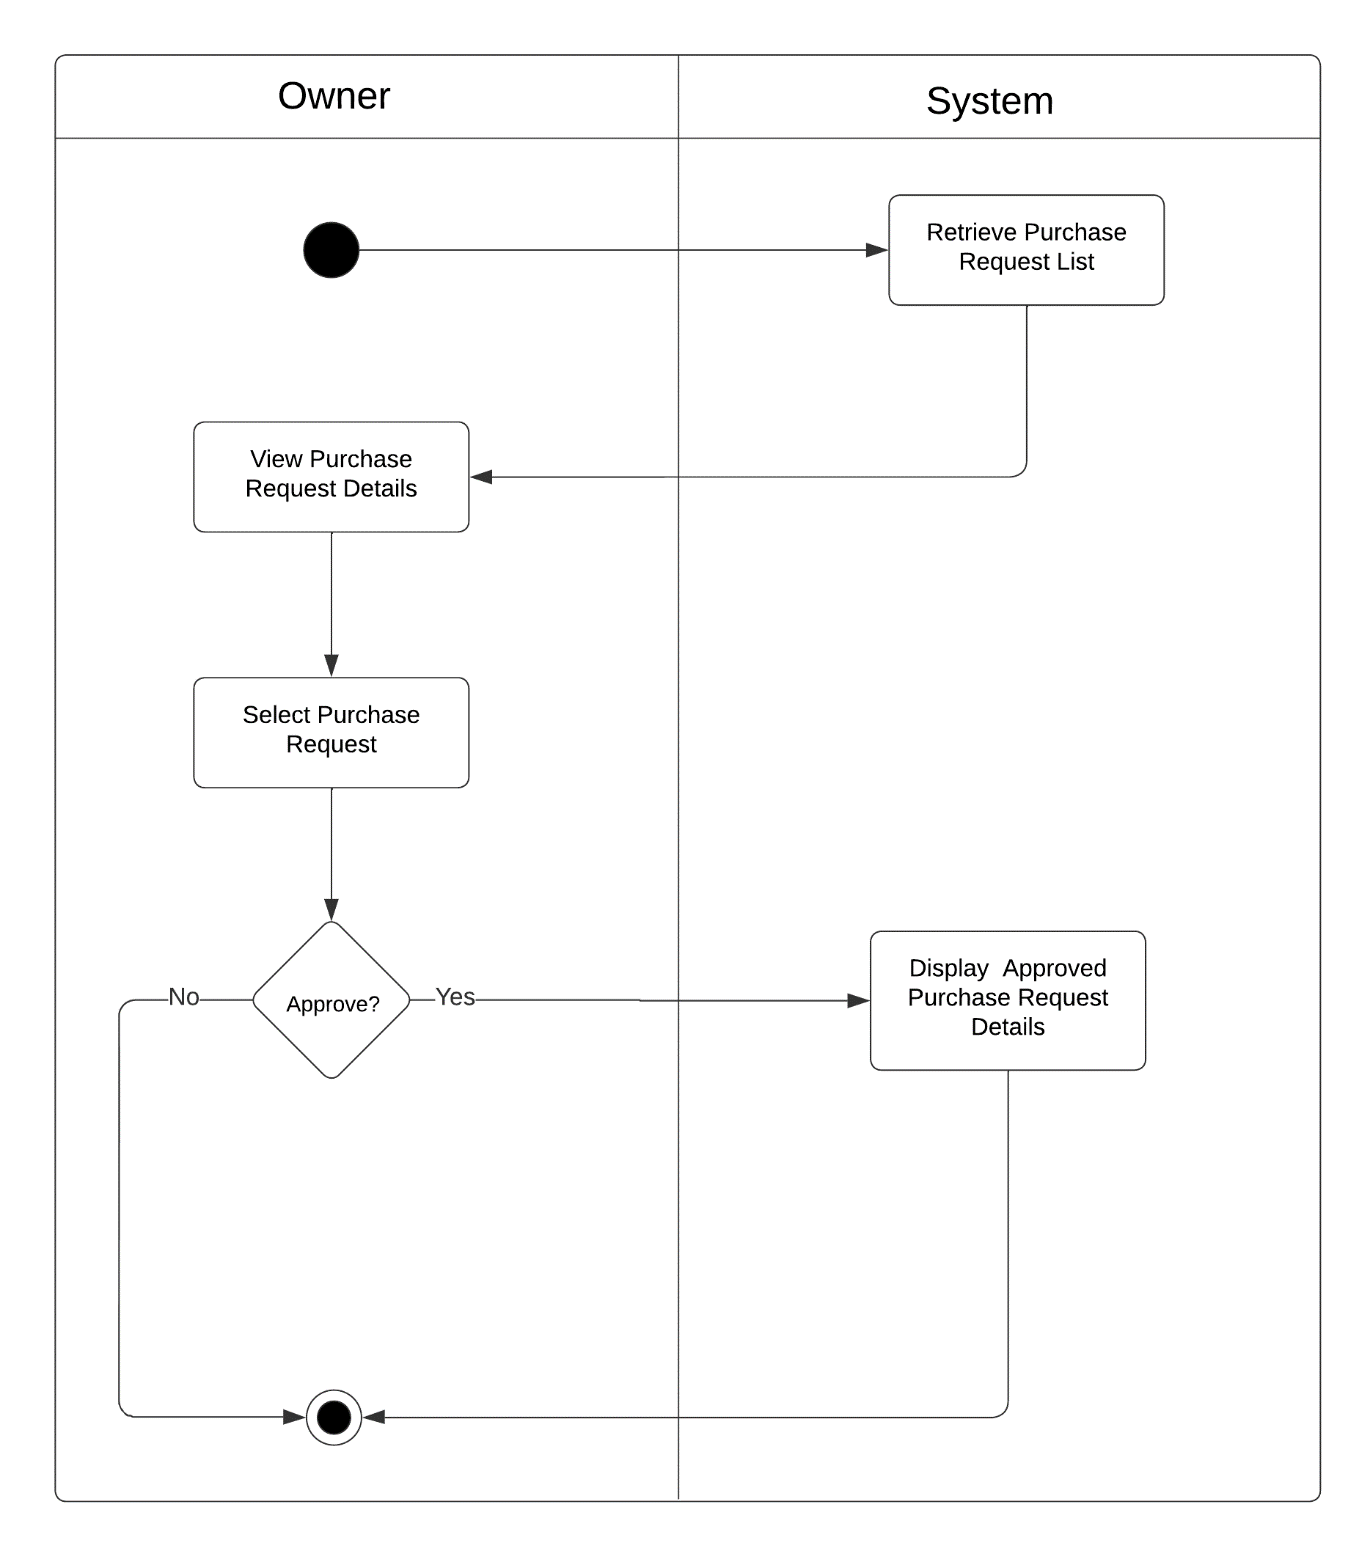 Owner
System
Retrieve Purchase
Request List
View Purchase
Request Details
Select Purchase
Request
Approve?
No
Yes
Display  Approved
Purchase Request
Details